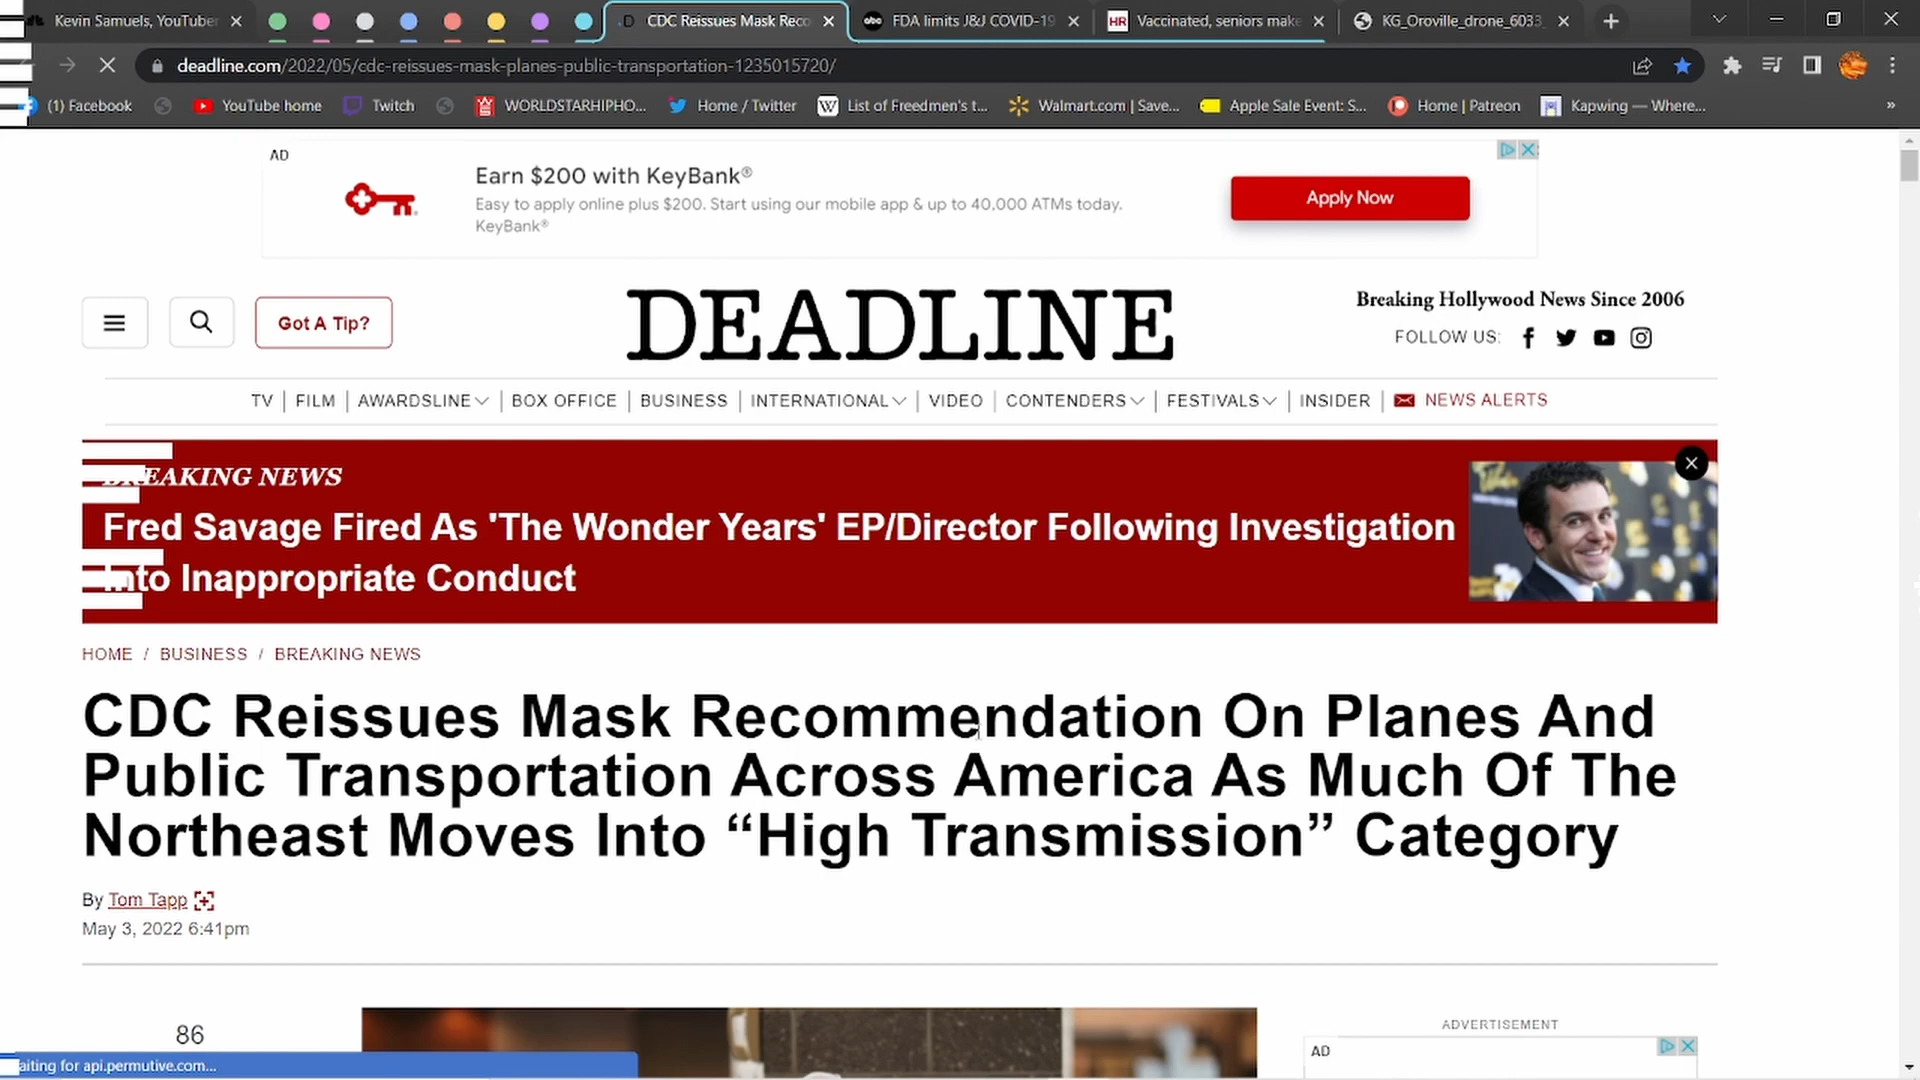 Kevin Samuels, YouTuber
CDC Reissues Mask Reco
FDA limits J&J COVID-19
HR
Vaccinated, seniors make
KG_Oroville_drone_6033
deadline.com/2022/05/cdc-reissues-mask-planes-public-transportation-1235015720/
(1) Facebook
YouTube home
Twitch
WORLDSTARHIPHO...
Home / Twitter
W
List of Freedmen's t...
Walmart.com | Save...
Apple Sale Event: S...
Home | Patreon
Kapwing — Where...
AD
Earn $200 with KeyBank®
Easy to apply online plus $200. Start using our mobile app & up to 40,000 ATMs today.
KeyBank®
Apply Now
Got A Tip?
DEADLINE
Breaking Hollywood News Since 2006
FOLLOW US:
TV | FILM | AWARDSLINE | BOX OFFICE | BUSINESS | INTERNATIONAL | VIDEO | CONTENDERS | FESTIVALS | INSIDER | NEWS ALERTS
BREAKING NEWS
Fred Savage Fired As 'The Wonder Years' EP/Director Following Investigation
Into Inappropriate Conduct
HOME / BUSINESS / BREAKING NEWS
CDC Reissues Mask Recommendation On Planes And
Public Transportation Across America As Much Of The
Northeast Moves Into “High Transmission” Category
By Tom Tapp
May 3, 2022 6:41pm
86
ADVERTISEMENT
AD
aiting for api.permutive.com...